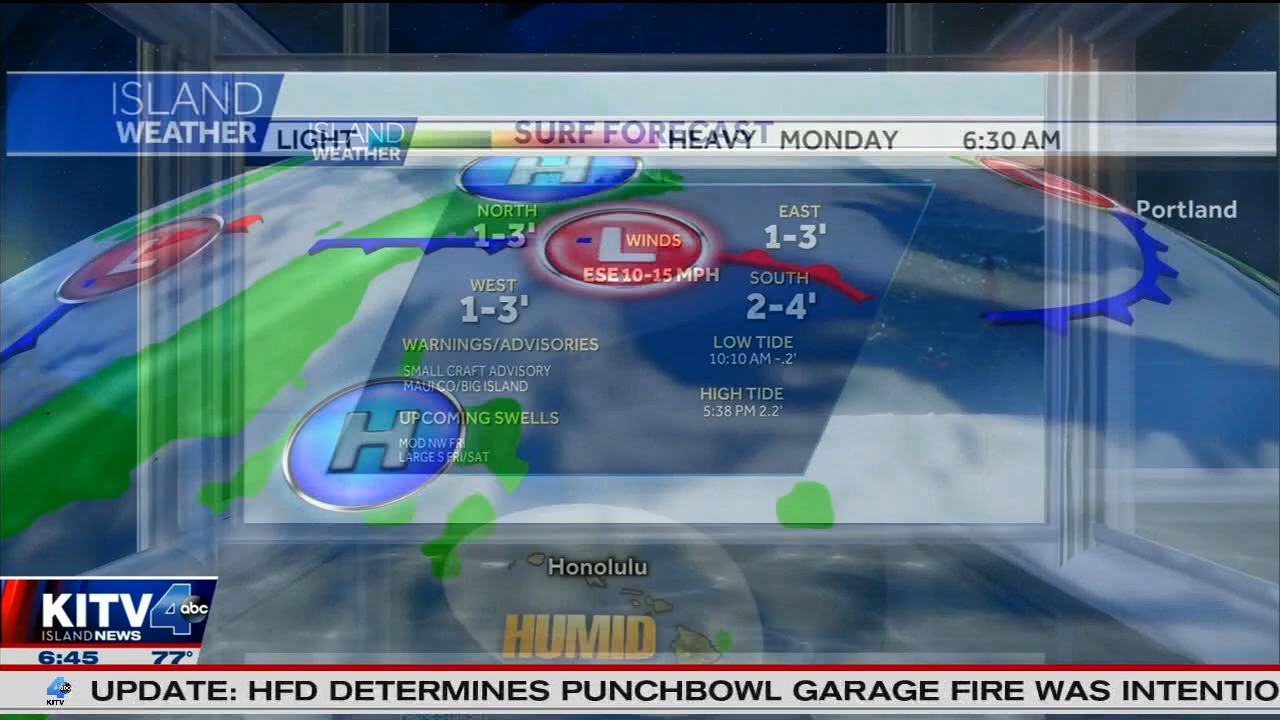 ISLAND
WEATHER
LIGHT
ISLAND
WEATHER
SURF FORECAST
HEAVY
MONDAY
6:30 AM
H
L
Portland
NORTH
1-3'
L
WINDS
ESE 10-15 MPH
EAST
1-3'
WEST
1-3'
SOUTH
2-4'
WARNINGS/ADVISORIES
SMALL CRAFT ADVISORY
MAUI CO/BIG ISLAND
LOW TIDE
10:10 AM -.2'
HIGH TIDE
5:38 PM 2.2'
H
UPCOMING SWELLS
MOD NW FRI
LARGE S FRI/SAT
Honolulu
HUMID
KITV 4 abc
ISLAND NEWS
6:45 77°
4 abc
KITV
UPDATE: HFD DETERMINES PUNCHBOWL GARAGE FIRE WAS INTENTIO